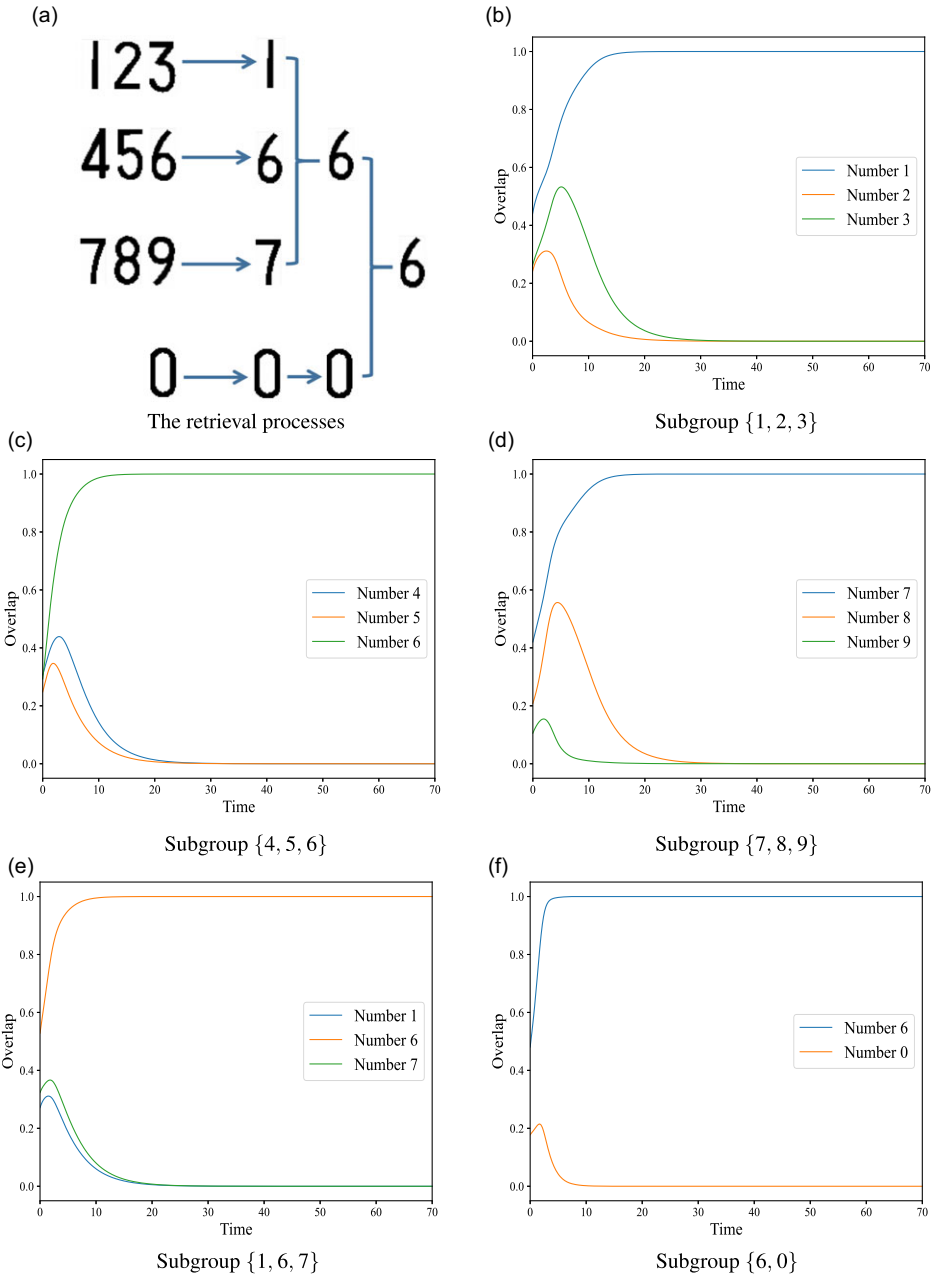 (a)
123 1
456 6 6
789 7
6
0 0 0
The retrieval processes
(b)
1.0
0.8
0.6
0.4
0.2
0.0
Overlap
Number 1
Number 2
Number 3
0 10 20 30 40 50 60 70
Time
Subgroup {1, 2, 3}
(c)
1.0
0.8
0.6
0.4
0.2
0.0
Overlap
Number 4
Number 5
Number 6
0 10 20 30 40 50 60 70
Time
Subgroup {4, 5, 6}
(d)
1.0
0.8
0.6
0.4
0.2
0.0
Overlap
Number 7
Number 8
Number 9
0 10 20 30 40 50 60 70
Time
Subgroup {7, 8, 9}
(e)
1.0
0.8
0.6
0.4
0.2
0.0
Overlap
Number 1
Number 6
Number 7
0 10 20 30 40 50 60 70
Time
Subgroup {1, 6, 7}
(f)
1.0
0.8
0.6
0.4
0.2
0.0
Overlap
Number 6
Number 0
0 10 20 30 40 50 60 70
Time
Subgroup {6, 0}